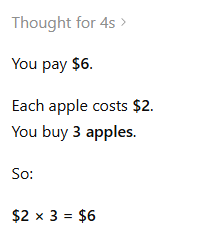 Thought for 4s >
You pay $6.
Each apple costs $2.
You buy 3 apples.
So:
$2 × 3 = $6